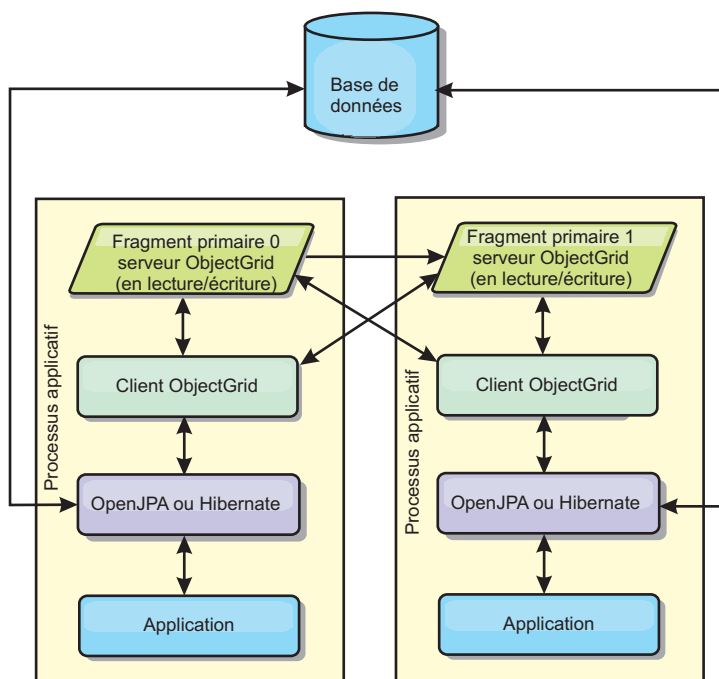 Base de
données
Fragment primaire 0
serveur ObjectGrid
(en lecture/écriture)
Client ObjectGrid
Processus applicatif
OpenJPA ou Hibernate
Application
Fragment primaire 1
serveur ObjectGrid
(en lecture/écriture)
Client ObjectGrid
Processus applicatif
OpenJPA ou Hibernate
Application